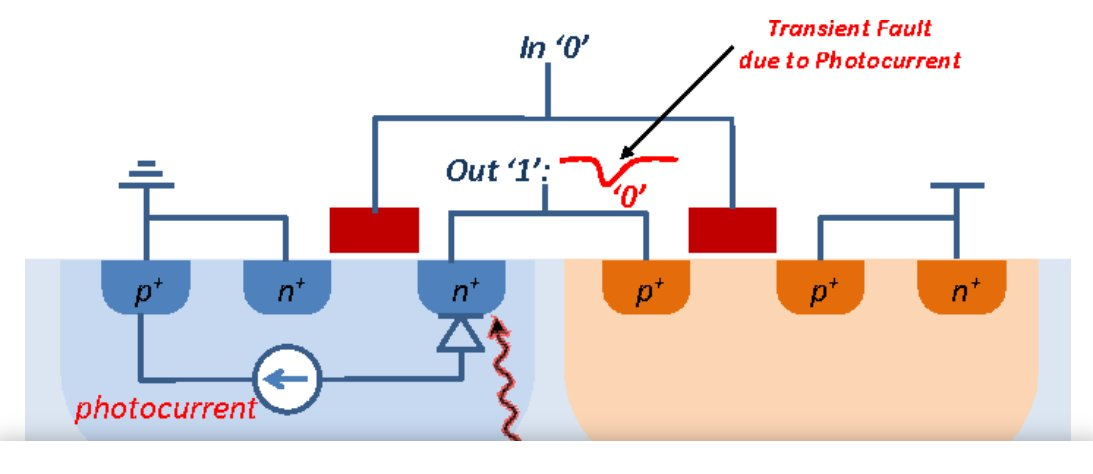 Transient Fault
due to Photocurrent
In ‘0’
Out ‘1’:
‘0’
p+ n+ n+ p+ p+ n+
photocurrent